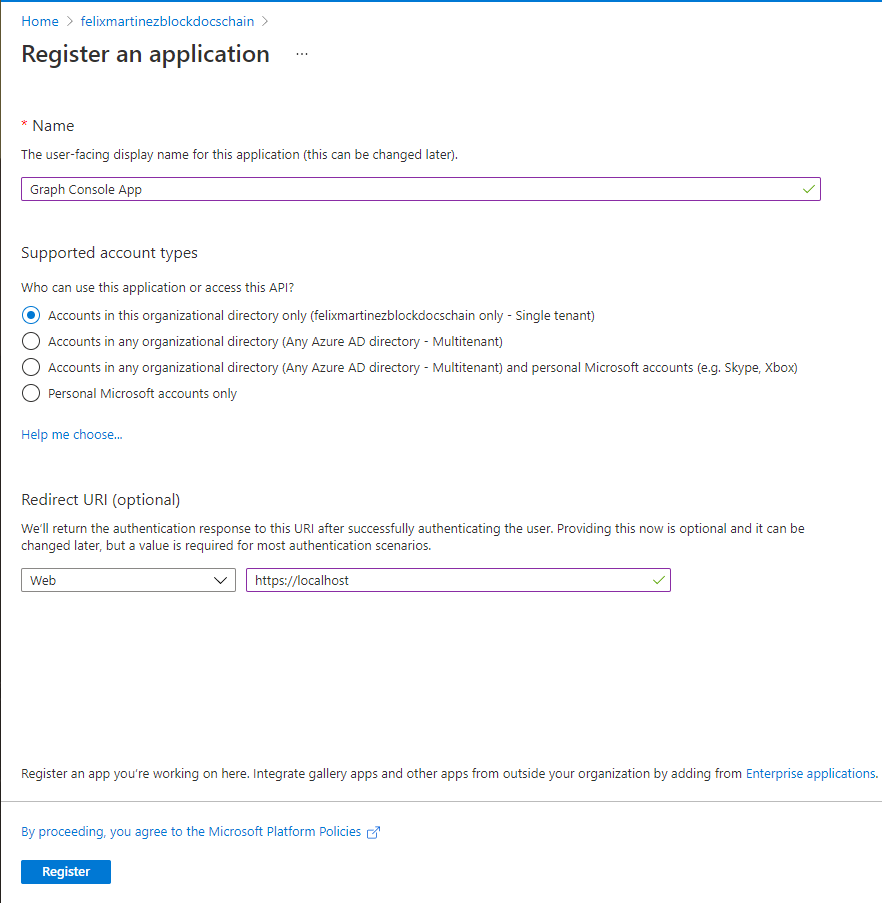 Home > felixmartinezblockdocschain >
Register an application ...
* Name
The user-facing display name for this application (this can be changed later).
Graph Console App
Supported account types
Who can use this application or access this API?
Accounts in this organizational directory only (felixmartinezblockdocschain only - Single tenant)
Accounts in any organizational directory (Any Azure AD directory - Multitenant)
Accounts in any organizational directory (Any Azure AD directory - Multitenant) and personal Microsoft accounts (e.g. Skype, Xbox)
Personal Microsoft accounts only
Help me choose...
Redirect URI (optional)
We'll return the authentication response to this URI after successfully authenticating the user. Providing this now is optional and it can be
changed later, but a value is required for most authentication scenarios.
Web https://localhost
Register an app you're working on here. Integrate gallery apps and other apps from outside your organization by adding from Enterprise applications.
By proceeding, you agree to the Microsoft Platform Policies
Register